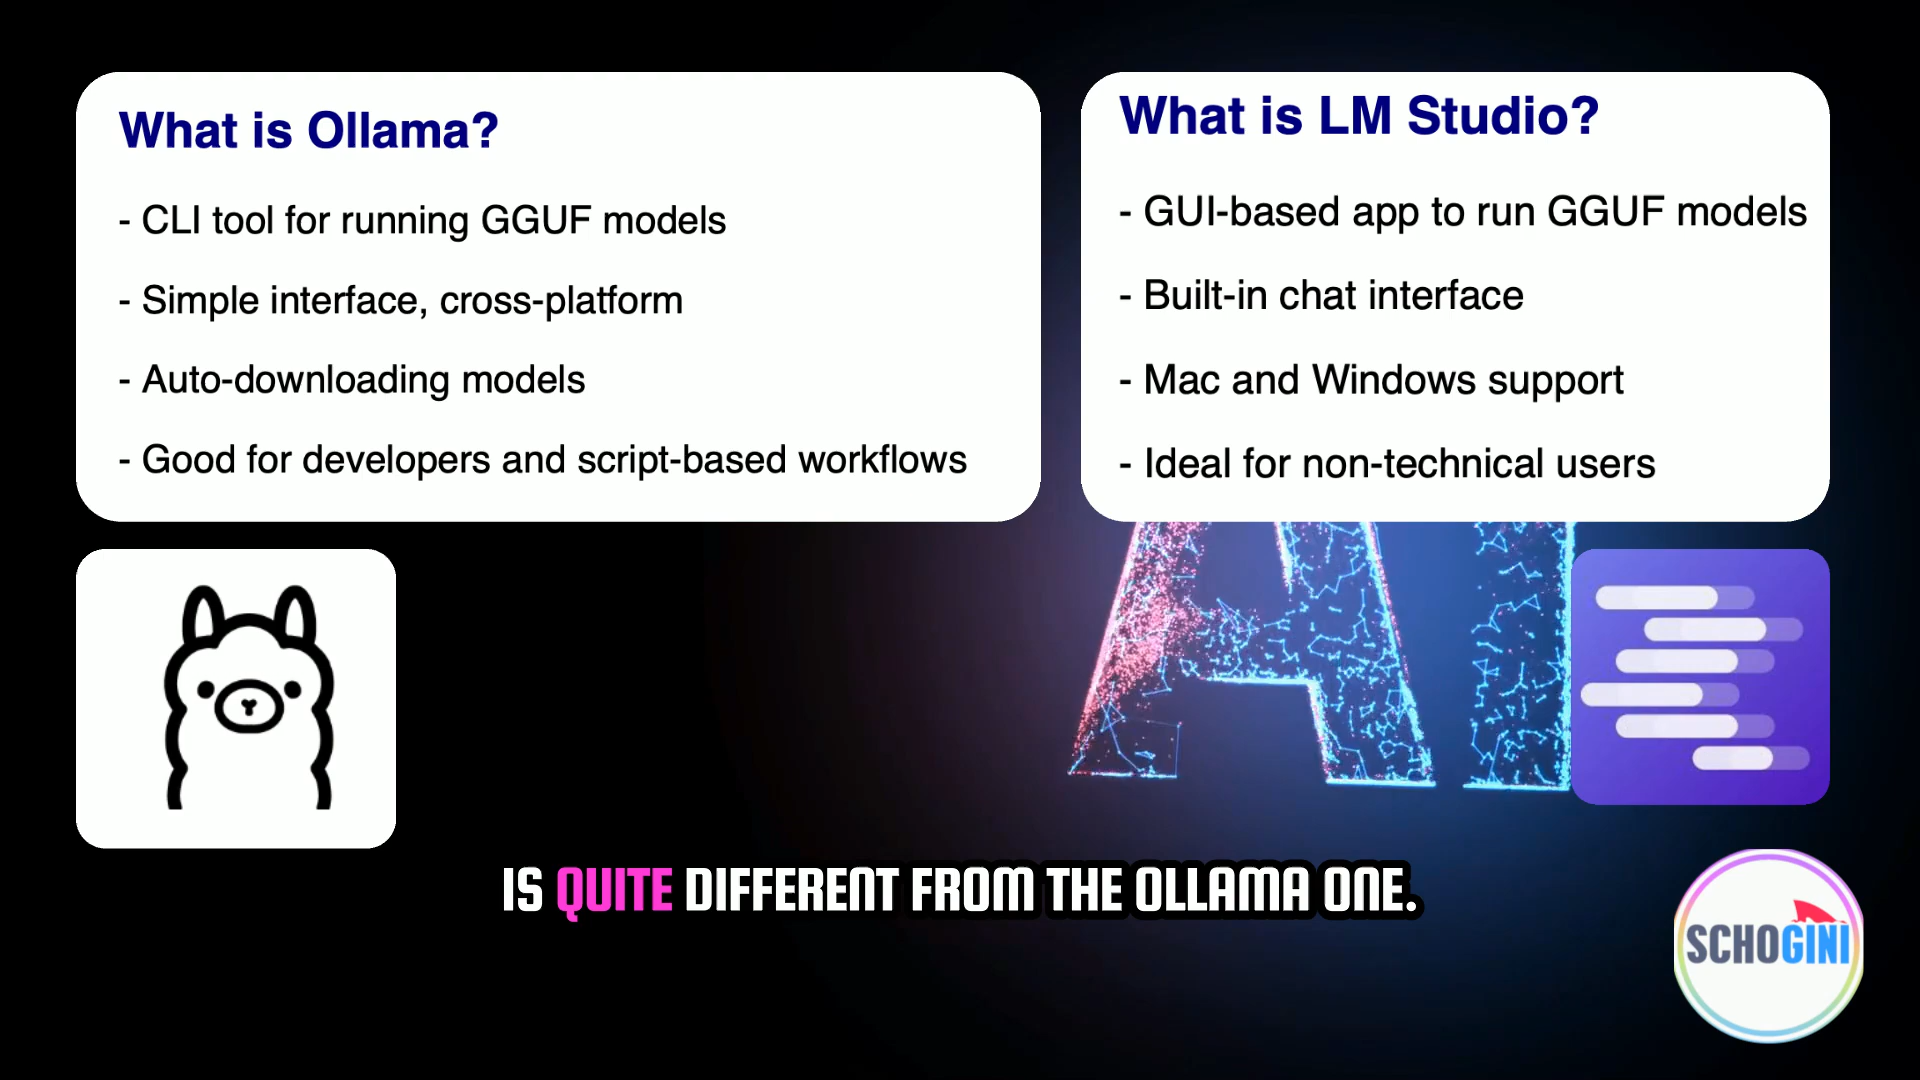 What is Ollama?
- CLI tool for running GGUF models
- Simple interface, cross-platform
- Auto-downloading models
- Good for developers and script-based workflows
What is LM Studio?
- GUI-based app to run GGUF models
- Built-in chat interface
- Mac and Windows support
- Ideal for non-technical users
AI
IS QUITE DIFFERENT FROM THE OLLAMA ONE.
SCHOGINI